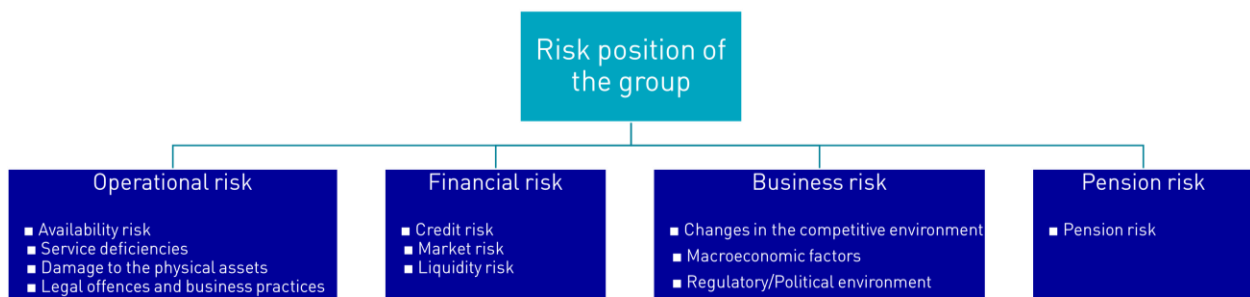 Risk position of
the group
Operational risk
■ Availability risk
■ Service deficiencies
■ Damage to the physical assets
■ Legal offences and business practices
Financial risk
■ Credit risk
■ Market risk
■ Liquidity risk
Business risk
■ Changes in the competitive environment
■ Macroeconomic factors
■ Regulatory/Political environment
Pension risk
■ Pension risk